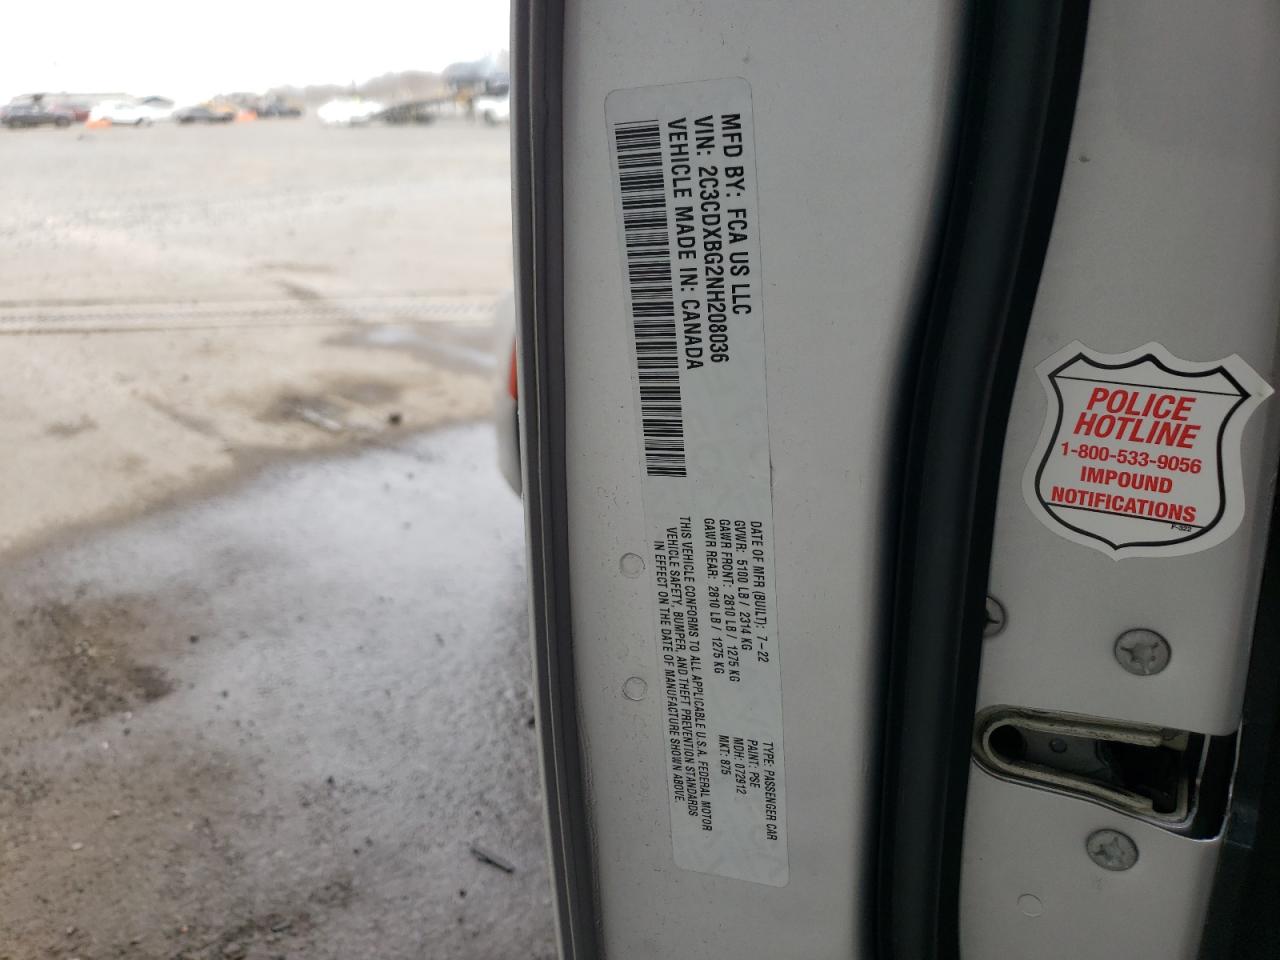 MFD BY: FCA US LLC
VIN: 2C3CDXBG2NH208036
VEHICLE MADE IN: CANADA
DATE OF MFR (BUILT): 7-22
GVWR: 5100 LB / 2314 KG
GAWR FRONT: 2810 LB / 1275 KG
GAWR REAR: 2810 LB / 1275 KG
THIS VEHICLE CONFORMS TO ALL APPLICABLE U.S.A. FEDERAL MOTOR
VEHICLE SAFETY, BUMPER, AND THEFT PREVENTION STANDARDS
IN EFFECT ON THE DATE OF MANUFACTURE SHOWN ABOVE.
TYPE: PASSENGER CAR
PAINT: PSE
MDH: 072912
MKT: 875
POLICE
HOTLINE
1-800-533-9056
IMPOUND
NOTIFICATIONS
F-322